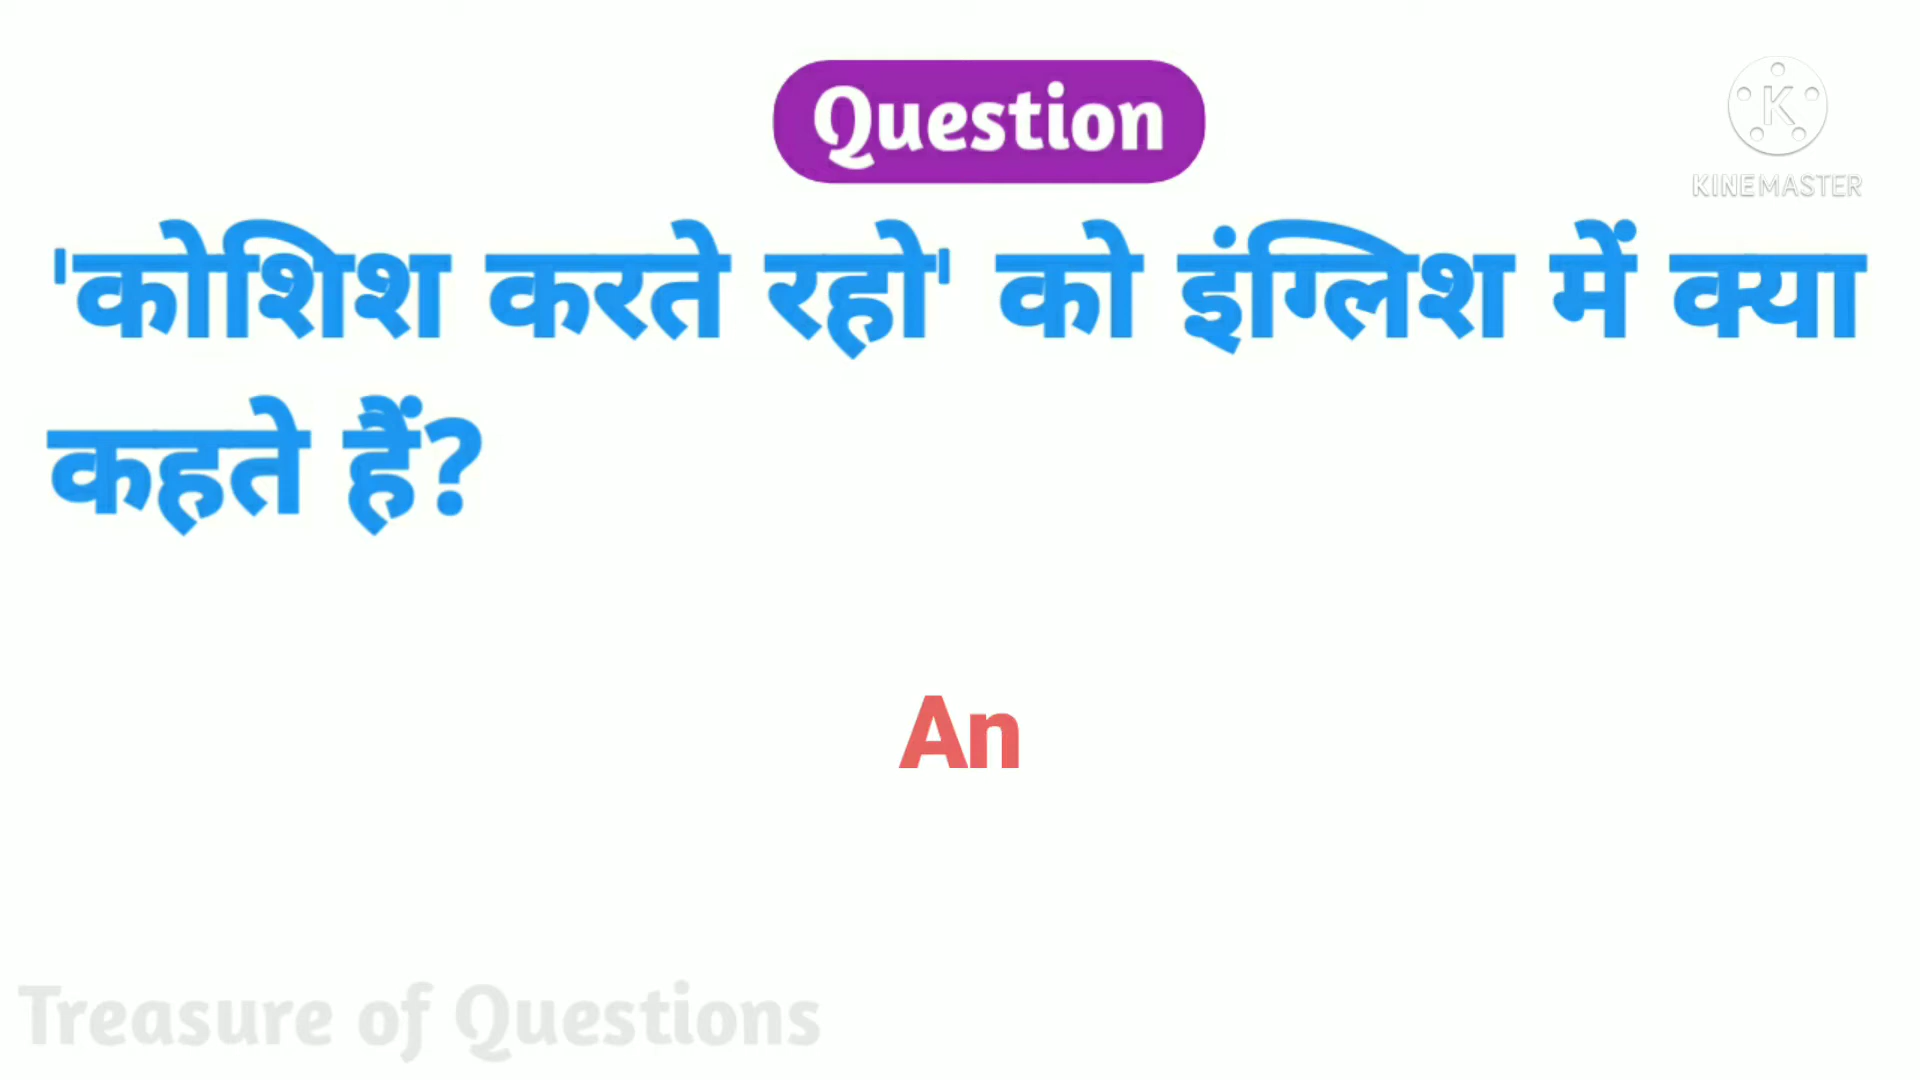 Question
KINEMASTER
'कोशिश करते रहो' को इंग्लिश में क्या
कहते हैं?
An
Treasure of Questions